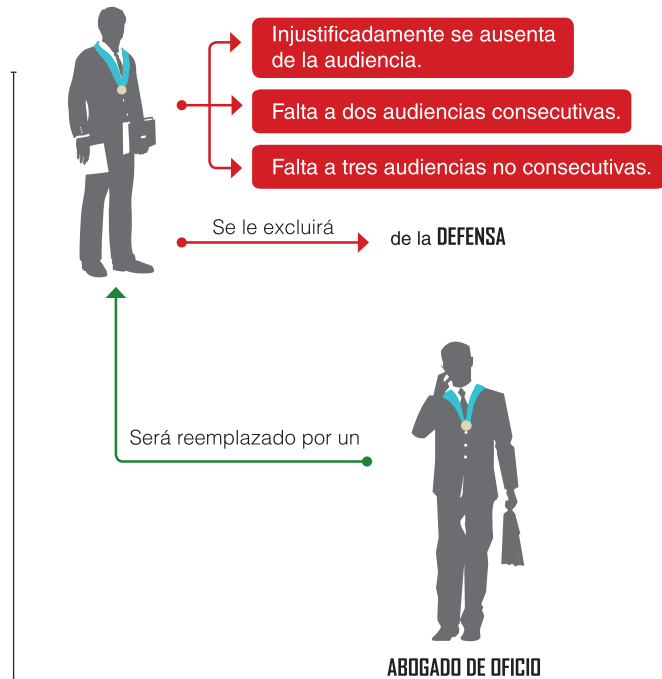 Injustificadamente se ausenta
de la audiencia.
Falta a dos audiencias consecutivas.
Falta a tres audiencias no consecutivas.
Se le excluirá
de la DEFENSA
Será reemplazado por un
ABOGADO DE OFICIO